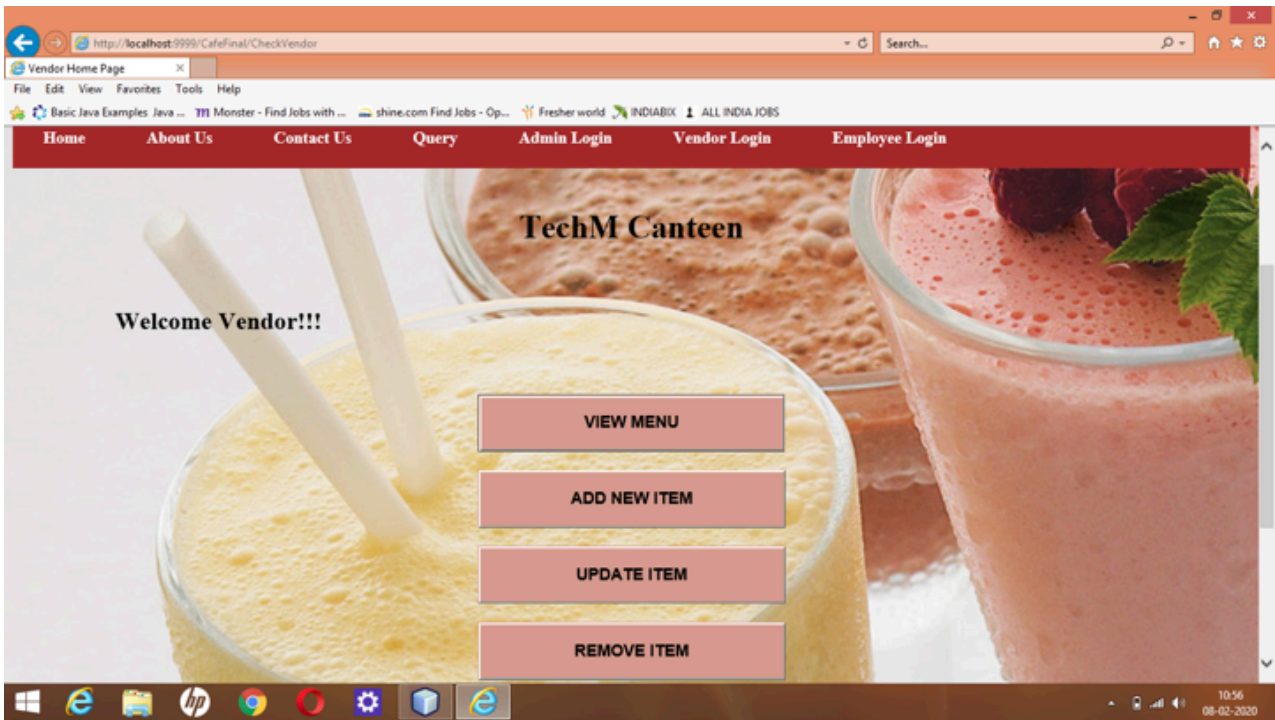 http://localhost:9999/CafeFinal/CheckVendor
Search...
Vendor Home Page
File Edit View Favorites Tools Help
Basic Java Examples Java ... Monster - Find Jobs with ... shine.com Find Jobs - Op... Fresher world INDIABIX ALL INDIA JOBS
Home About Us Contact Us Query Admin Login Vendor Login Employee Login
TechM Canteen
Welcome Vendor!!!
VIEW MENU
ADD NEW ITEM
UPDATE ITEM
REMOVE ITEM
hp
10:56
08-02-2020